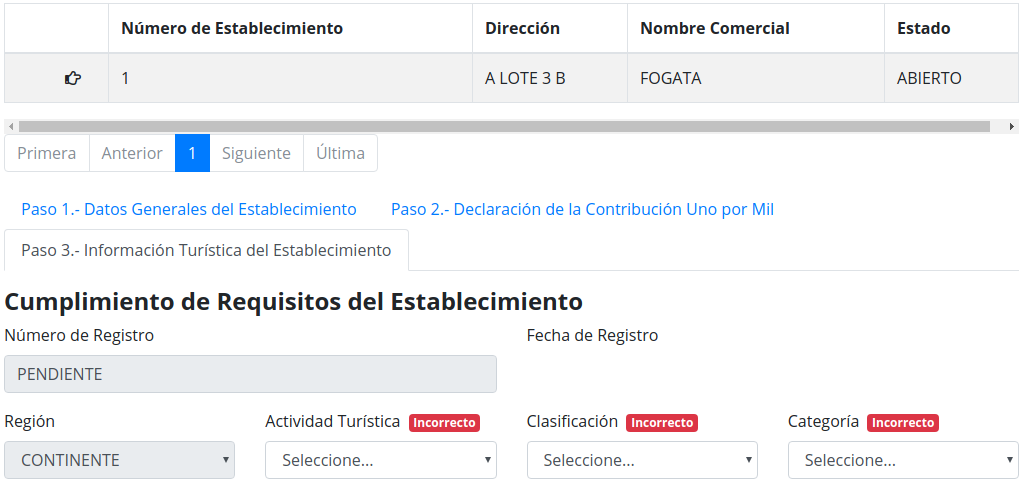 Número de Establecimiento Dirección Nombre Comercial Estado
1 A LOTE 3 B FOGATA ABIERTO
Primera Anterior 1 Siguiente Última
Paso 1.- Datos Generales del Establecimiento Paso 2.- Declaración de la Contribución Uno por Mil
Paso 3.- Información Turística del Establecimiento
Cumplimiento de Requisitos del Establecimiento
Número de Registro Fecha de Registro
PENDIENTE
Región Actividad Turística Incorrecto Clasificación Incorrecto Categoría Incorrecto
CONTINENTE Seleccione... Seleccione... Seleccione...